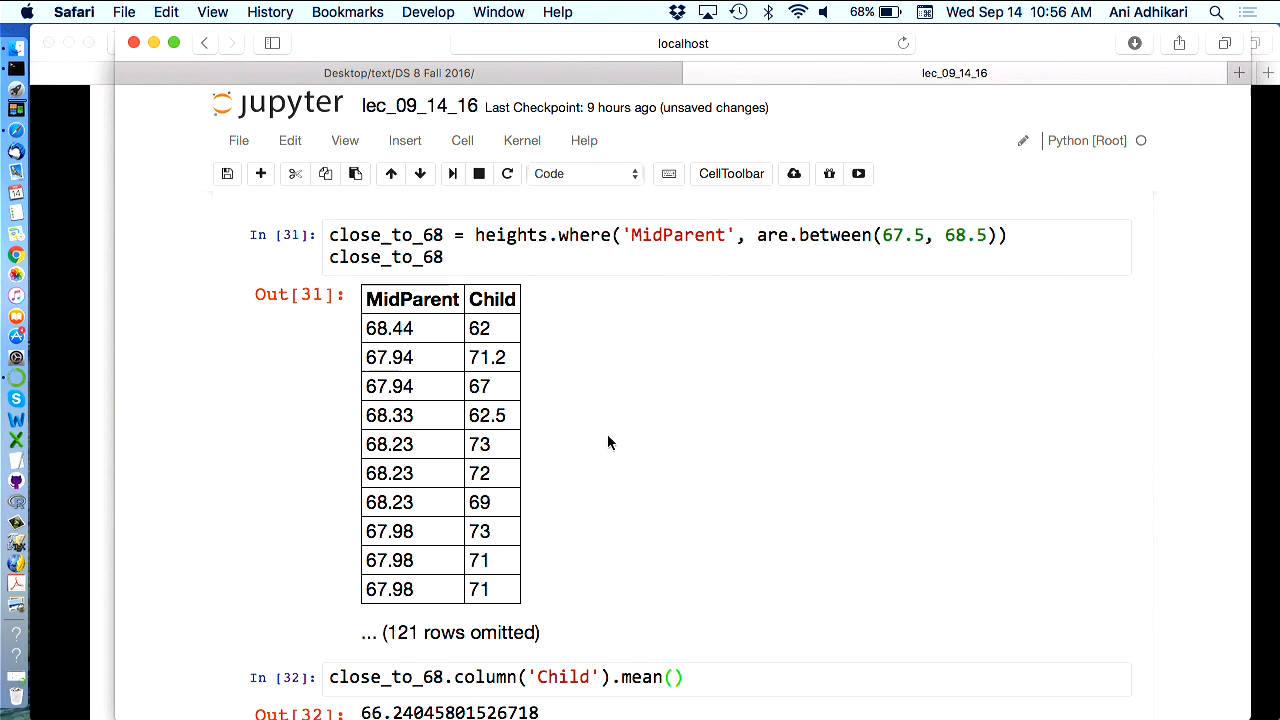 Safari File Edit View History Bookmarks Develop Window Help 68% Wed Sep 14 10:56 AM Ani Adhikari
localhost
Desktop/text/DS 8 Fall 2016/ lec_09_14_16
jupyter lec_09_14_16 Last Checkpoint: 9 hours ago (unsaved changes)
File Edit View Insert Cell Kernel Help Python [Root]
Code CellToolbar
In [31]: close_to_68 = heights.where('MidParent', are.between(67.5, 68.5))
close_to_68
Out[31]: MidParent Child
68.44 62
67.94 71.2
67.94 67
68.33 62.5
68.23 73
68.23 72
68.23 69
67.98 73
67.98 71
67.98 71
... (121 rows omitted)
In [32]: close_to_68.column('Child').mean()
Out[32]: 66.24045801526718